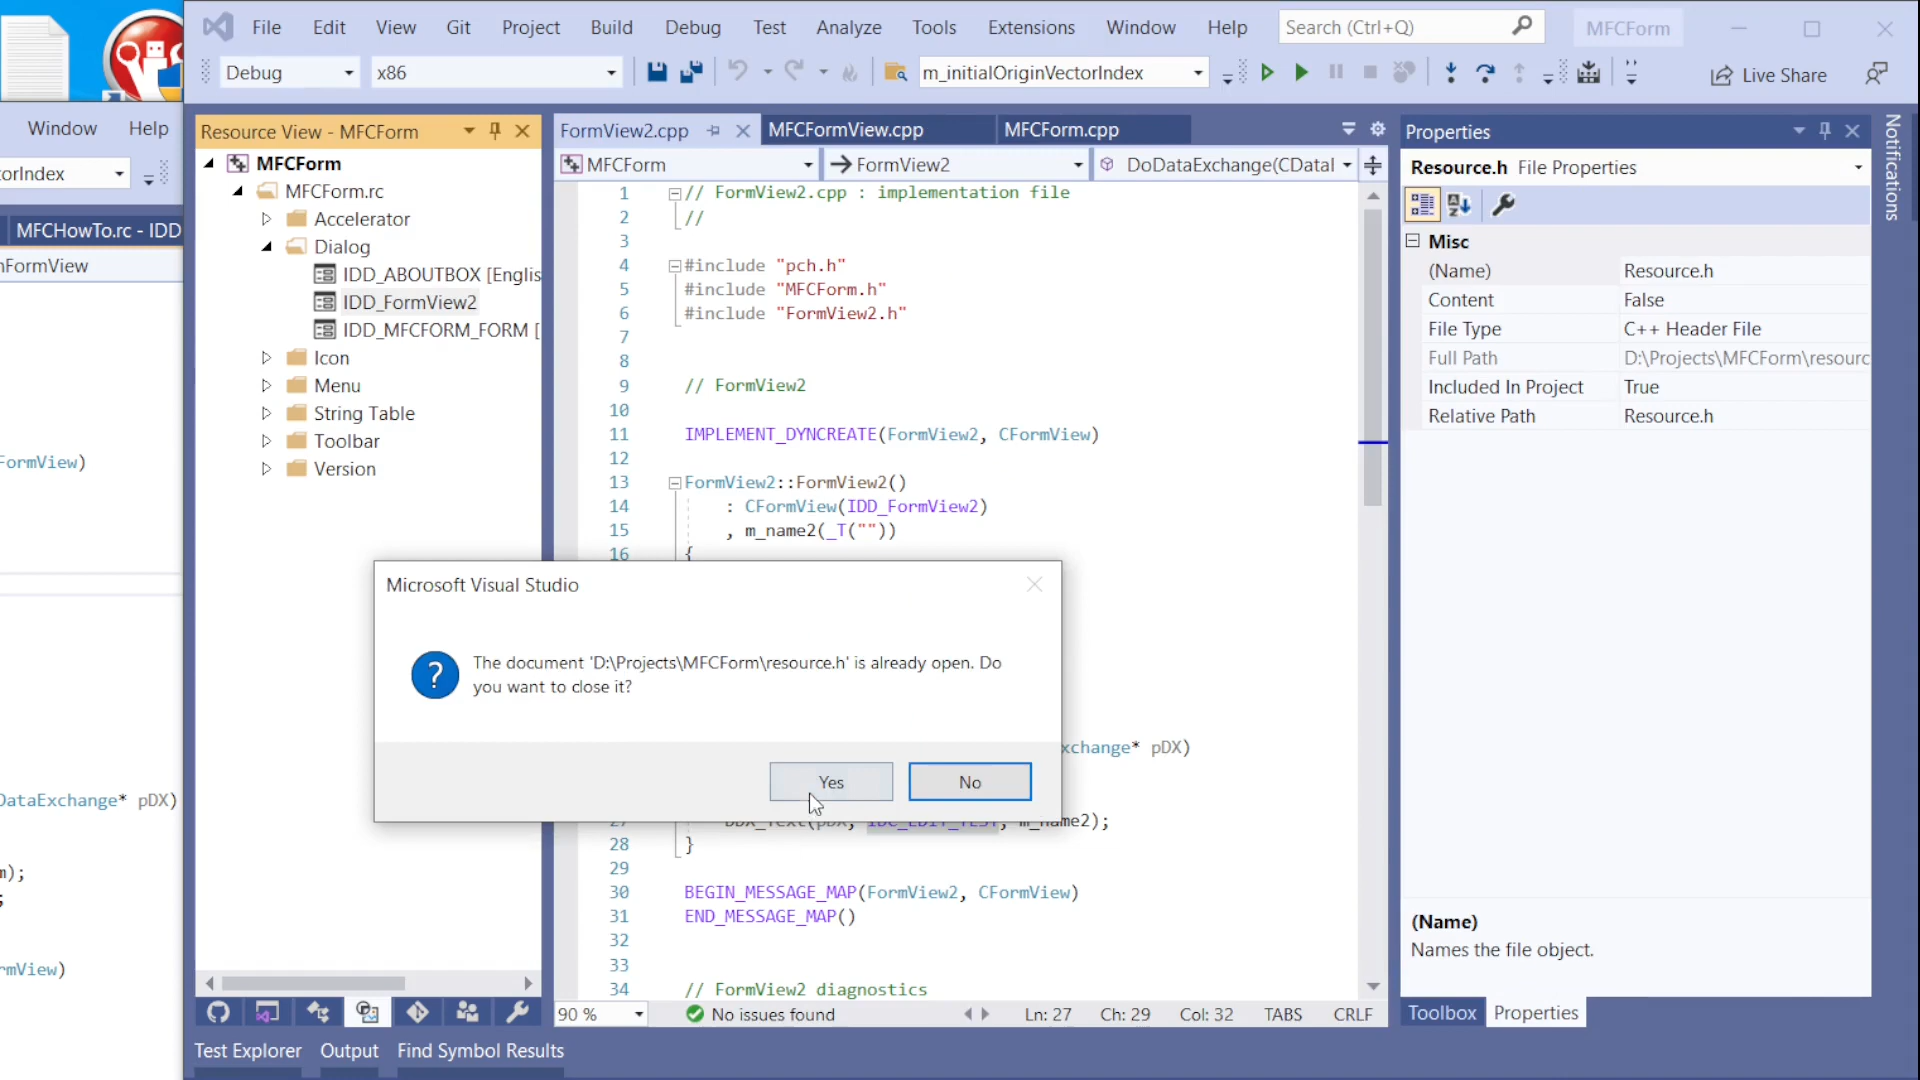 File Edit View Git Project Build Debug Test Analyze Tools Extensions Window Help Search (Ctrl+Q) MFCForm
Debug x86 m_initialOriginVectorIndex Live Share
Window Help
orIndex
MFCHowTo.rc - IDD
nFormView
FormView)
DataExchange* pDX)
m);
;
rmView)
Resource View - MFCForm
MFCForm
MFCForm.rc
Accelerator
Dialog
IDD_ABOUTBOX [Englis
IDD_FormView2
IDD_MFCFORM_FORM [
Icon
Menu
String Table
Toolbar
Version
FormView2.cpp MFCFormView.cpp MFCForm.cpp
MFCForm FormView2 DoDataExchange(CDataI
1 // FormView2.cpp : implementation file
2 //
3
4 #include "pch.h"
5 #include "MFCForm.h"
6 #include "FormView2.h"
7
8
9 // FormView2
10
11 IMPLEMENT_DYNCREATE(FormView2, CFormView)
12
13 FormView2::FormView2()
14 : CFormView(IDD_FormView2)
15 , m_name2(_T(""))
16 {
Microsoft Visual Studio
The document 'D:\Projects\MFCForm\resource.h' is already open. Do
you want to close it?
Yes No
xchange* pDX)
27 DDX_Text(pDX, IDC_EDIT_TEST, m_name2);
28 }
29
30 BEGIN_MESSAGE_MAP(FormView2, CFormView)
31 END_MESSAGE_MAP()
32
33
34 // FormView2 diagnostics
90 % No issues found Ln: 27 Ch: 29 Col: 32 TABS CRLF
Properties
Resource.h File Properties
Misc
(Name) Resource.h
Content False
File Type C++ Header File
Full Path D:\Projects\MFCForm\resourc
Included In Project True
Relative Path Resource.h
(Name)
Names the file object.
Toolbox Properties
Notifications
Test Explorer Output Find Symbol Results